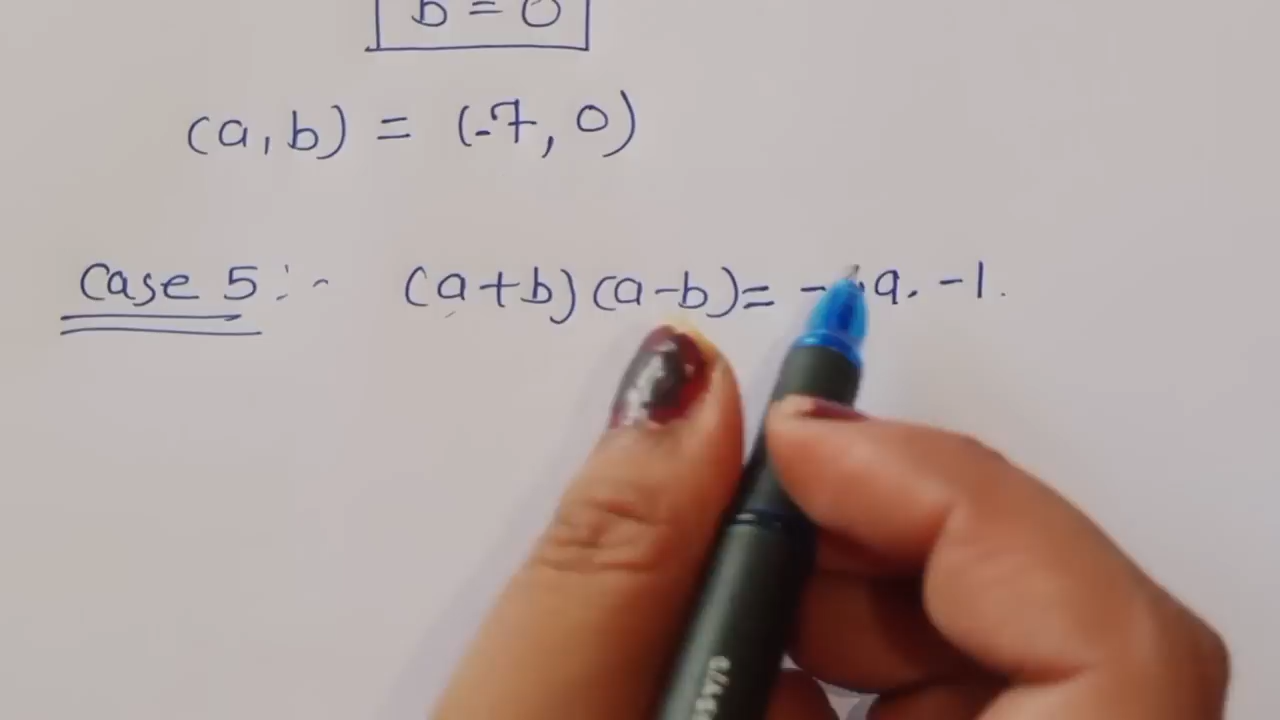 b = 0
(a, b) = (-7, 0)
Case 5 :- (a+b)(a-b) = - 9. -1.